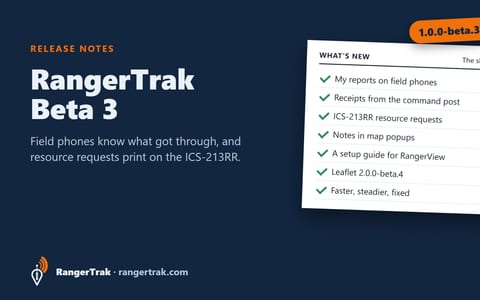 RELEASE NOTES
RangerTrak
Beta 3
Field phones know what got through, and
resource requests print on the ICS-213RR.
RangerTrak · rangertrak.com
1.0.0-beta.3
WHAT'S NEW
The
My reports on field phones
Receipts from the command post
ICS-213RR resource requests
Notes in map popups
A setup guide for RangerView
Leaflet 2.0.0-beta.4
Faster, steadier, fixed